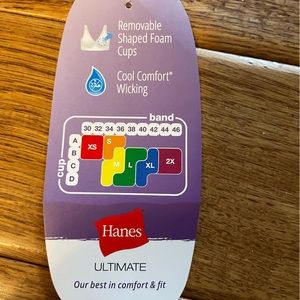 Removable
Shaped Foam
Cups
Cool Comfort®
Wicking
band
30 32 34 36 38 40 42 44 46
cup
A
B
C
D
XS
S
M
L
XL
2X
Hanes
ULTIMATE
Our best in comfort & fit